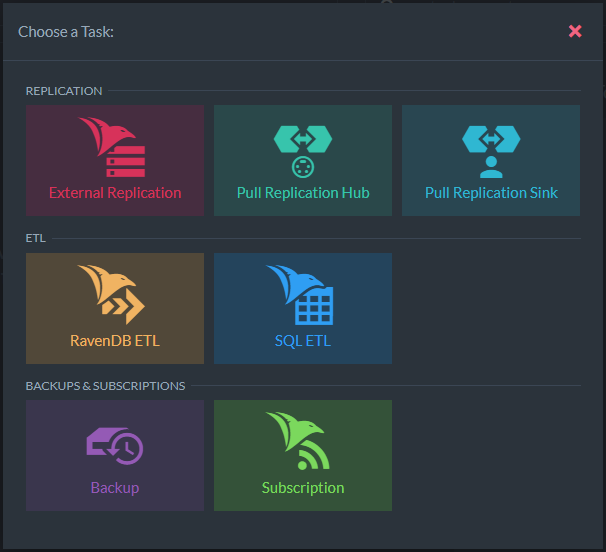 Choose a Task:
REPLICATION
External Replication
Pull Replication Hub
Pull Replication Sink
ETL
RavenDB ETL
SQL ETL
BACKUPS & SUBSCRIPTIONS
Backup
Subscription